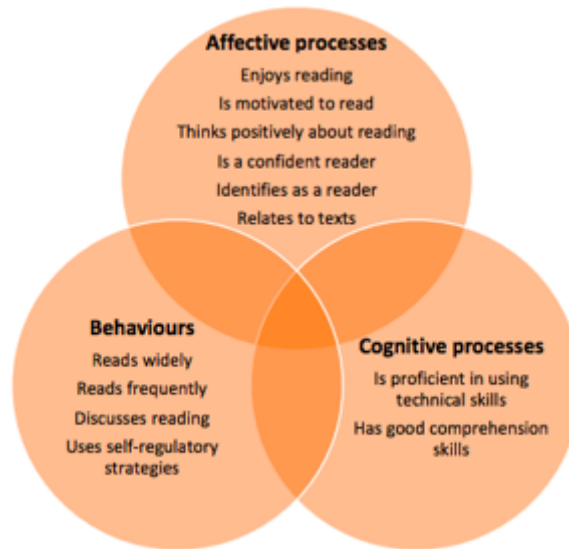 Affective processes
Enjoys reading
Is motivated to read
Thinks positively about reading
Is a confident reader
Identifies as a reader
Relates to texts
Behaviours
Reads widely
Reads frequently
Discusses reading
Uses self-regulatory
strategies
Cognitive processes
Is proficient in using
technical skills
Has good comprehension
skills